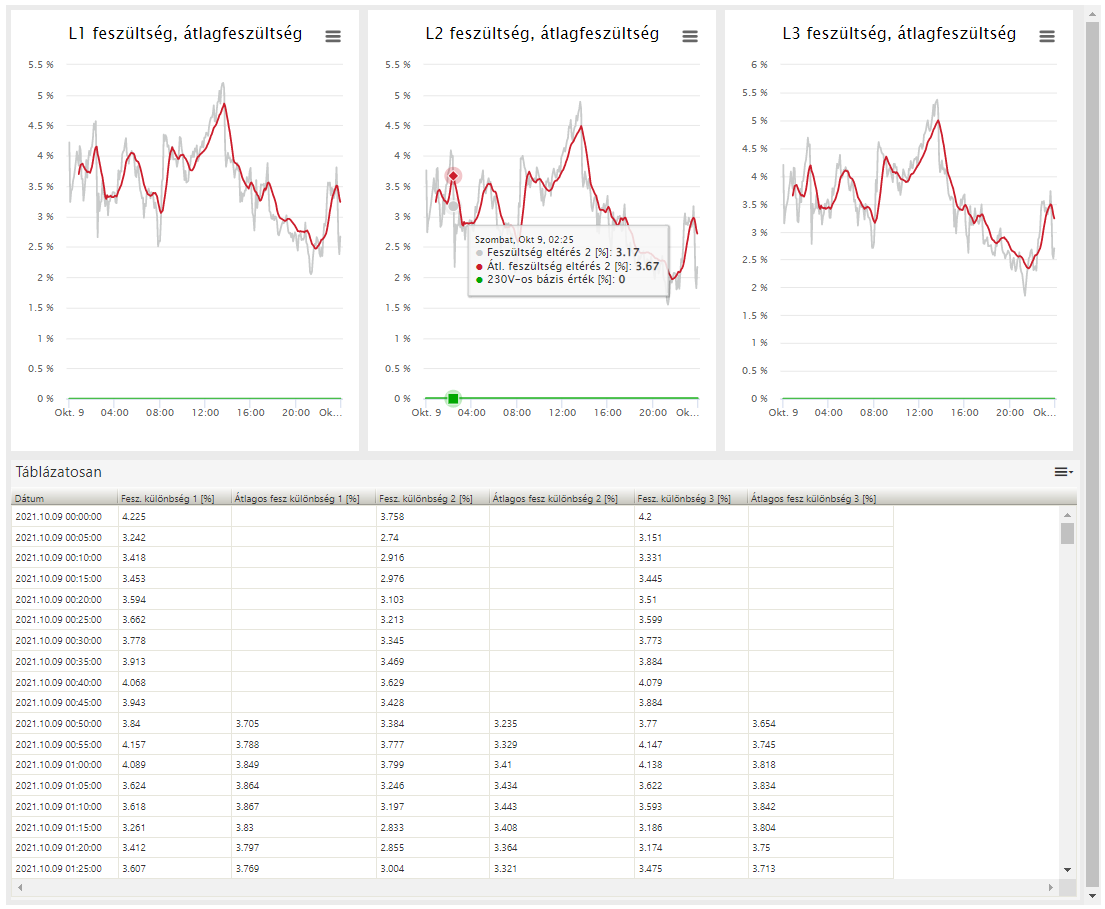 L1 feszültség, átlagfeszültség
5.5 %
5 %
4.5 %
4 %
3.5 %
3 %
2.5 %
2 %
1.5 %
1 %
0.5 %
0 %
Okt. 9 04:00 08:00 12:00 16:00 20:00 Ok...
L2 feszültség, átlagfeszültség
5.5 %
5 %
4.5 %
4 %
3.5 %
3 %
2.5 %
2 %
1.5 %
1 %
0.5 %
0 %
Szombat, Okt 9, 02:25
Feszültség eltérés 2 [%]: 3.17
Átl. feszültség eltérés 2 [%]: 3.67
230V-os bázis érték [%]: 0
Okt. 9 04:00 08:00 12:00 16:00 20:00 Ok...
L3 feszültség, átlagfeszültség
6 %
5.5 %
5 %
4.5 %
4 %
3.5 %
3 %
2.5 %
2 %
1.5 %
1 %
0.5 %
0 %
Okt. 9 04:00 08:00 12:00 16:00 20:00 Ok...
Táblázatosan
Dátum Fesz. különbség 1 [%] Átlagos fesz különbség 1 [%] Fesz. különbség 2 [%] Átlagos fesz különbség 2 [%] Fesz. különbség 3 [%] Átlagos fesz különbség 3 [%]
2021.10.09 00:00:00 4.225 3.758 4.2
2021.10.09 00:05:00 3.242 2.74 3.151
2021.10.09 00:10:00 3.418 2.916 3.331
2021.10.09 00:15:00 3.453 2.976 3.445
2021.10.09 00:20:00 3.594 3.103 3.51
2021.10.09 00:25:00 3.662 3.213 3.599
2021.10.09 00:30:00 3.778 3.345 3.773
2021.10.09 00:35:00 3.913 3.469 3.884
2021.10.09 00:40:00 4.068 3.629 4.079
2021.10.09 00:45:00 3.943 3.428 3.884
2021.10.09 00:50:00 3.84 3.705 3.384 3.235 3.77 3.654
2021.10.09 00:55:00 4.157 3.788 3.777 3.329 4.147 3.745
2021.10.09 01:00:00 4.089 3.849 3.799 3.41 4.138 3.818
2021.10.09 01:05:00 3.624 3.864 3.246 3.434 3.622 3.834
2021.10.09 01:10:00 3.618 3.867 3.197 3.443 3.593 3.842
2021.10.09 01:15:00 3.261 3.83 2.833 3.408 3.186 3.804
2021.10.09 01:20:00 3.412 3.797 2.855 3.364 3.174 3.75
2021.10.09 01:25:00 3.607 3.769 3.004 3.321 3.475 3.713